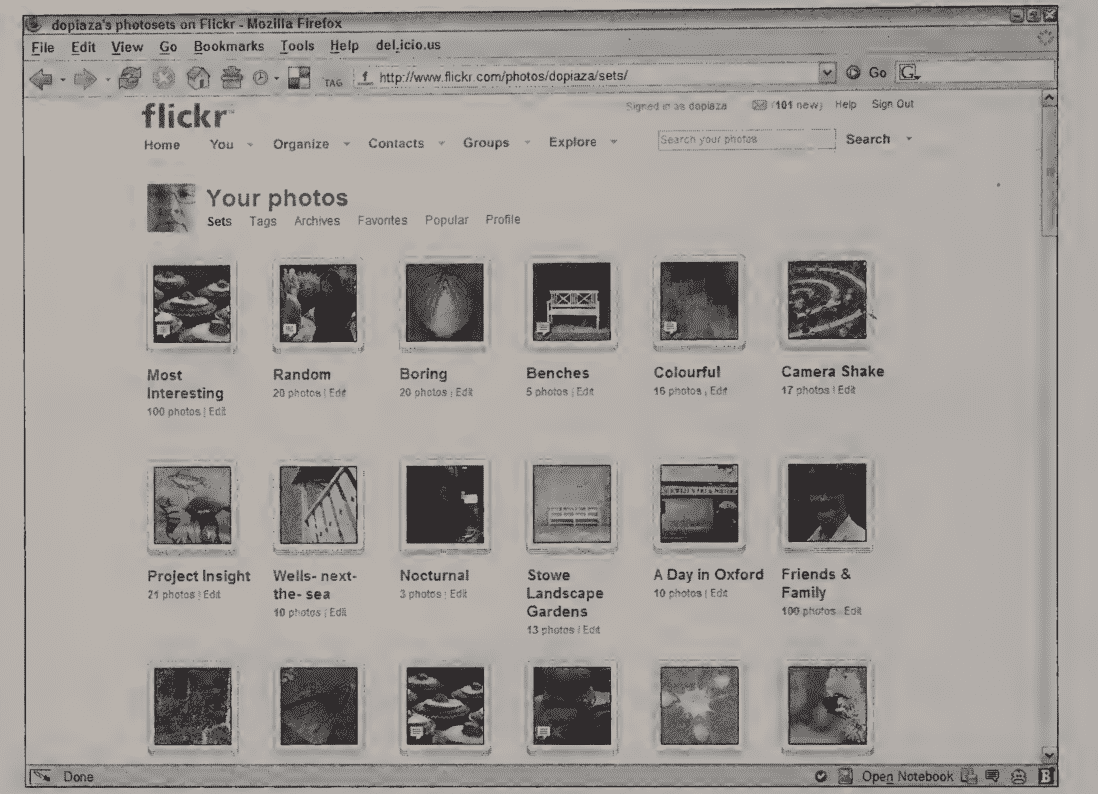 dopiaza's photosets on Flickr - Mozilla Firefox
File Edit View Go Bookmarks Tools Help del.icio.us
TAG http://www.flickr.com/photos/dopiaza/sets/ Go G
flickr
Signed in as dopiaza (101 new) Help Sign Out
Home You Organize Contacts Groups Explore Search your photos Search
Your photos
Sets Tags Archives Favorites Popular Profile
Most
Interesting
100 photos | Edit
Random
20 photos | Edit
Boring
20 photos | Edit
Benches
5 photos | Edit
Colourful
16 photos | Edit
Camera Shake
17 photos | Edit
Project Insight
21 photos | Edit
Wells- next-
the- sea
10 photos | Edit
Nocturnal
3 photos | Edit
Stowe
Landscape
Gardens
13 photos | Edit
A Day in Oxford
10 photos | Edit
Friends &
Family
100 photos | Edit
Done Open Notebook B